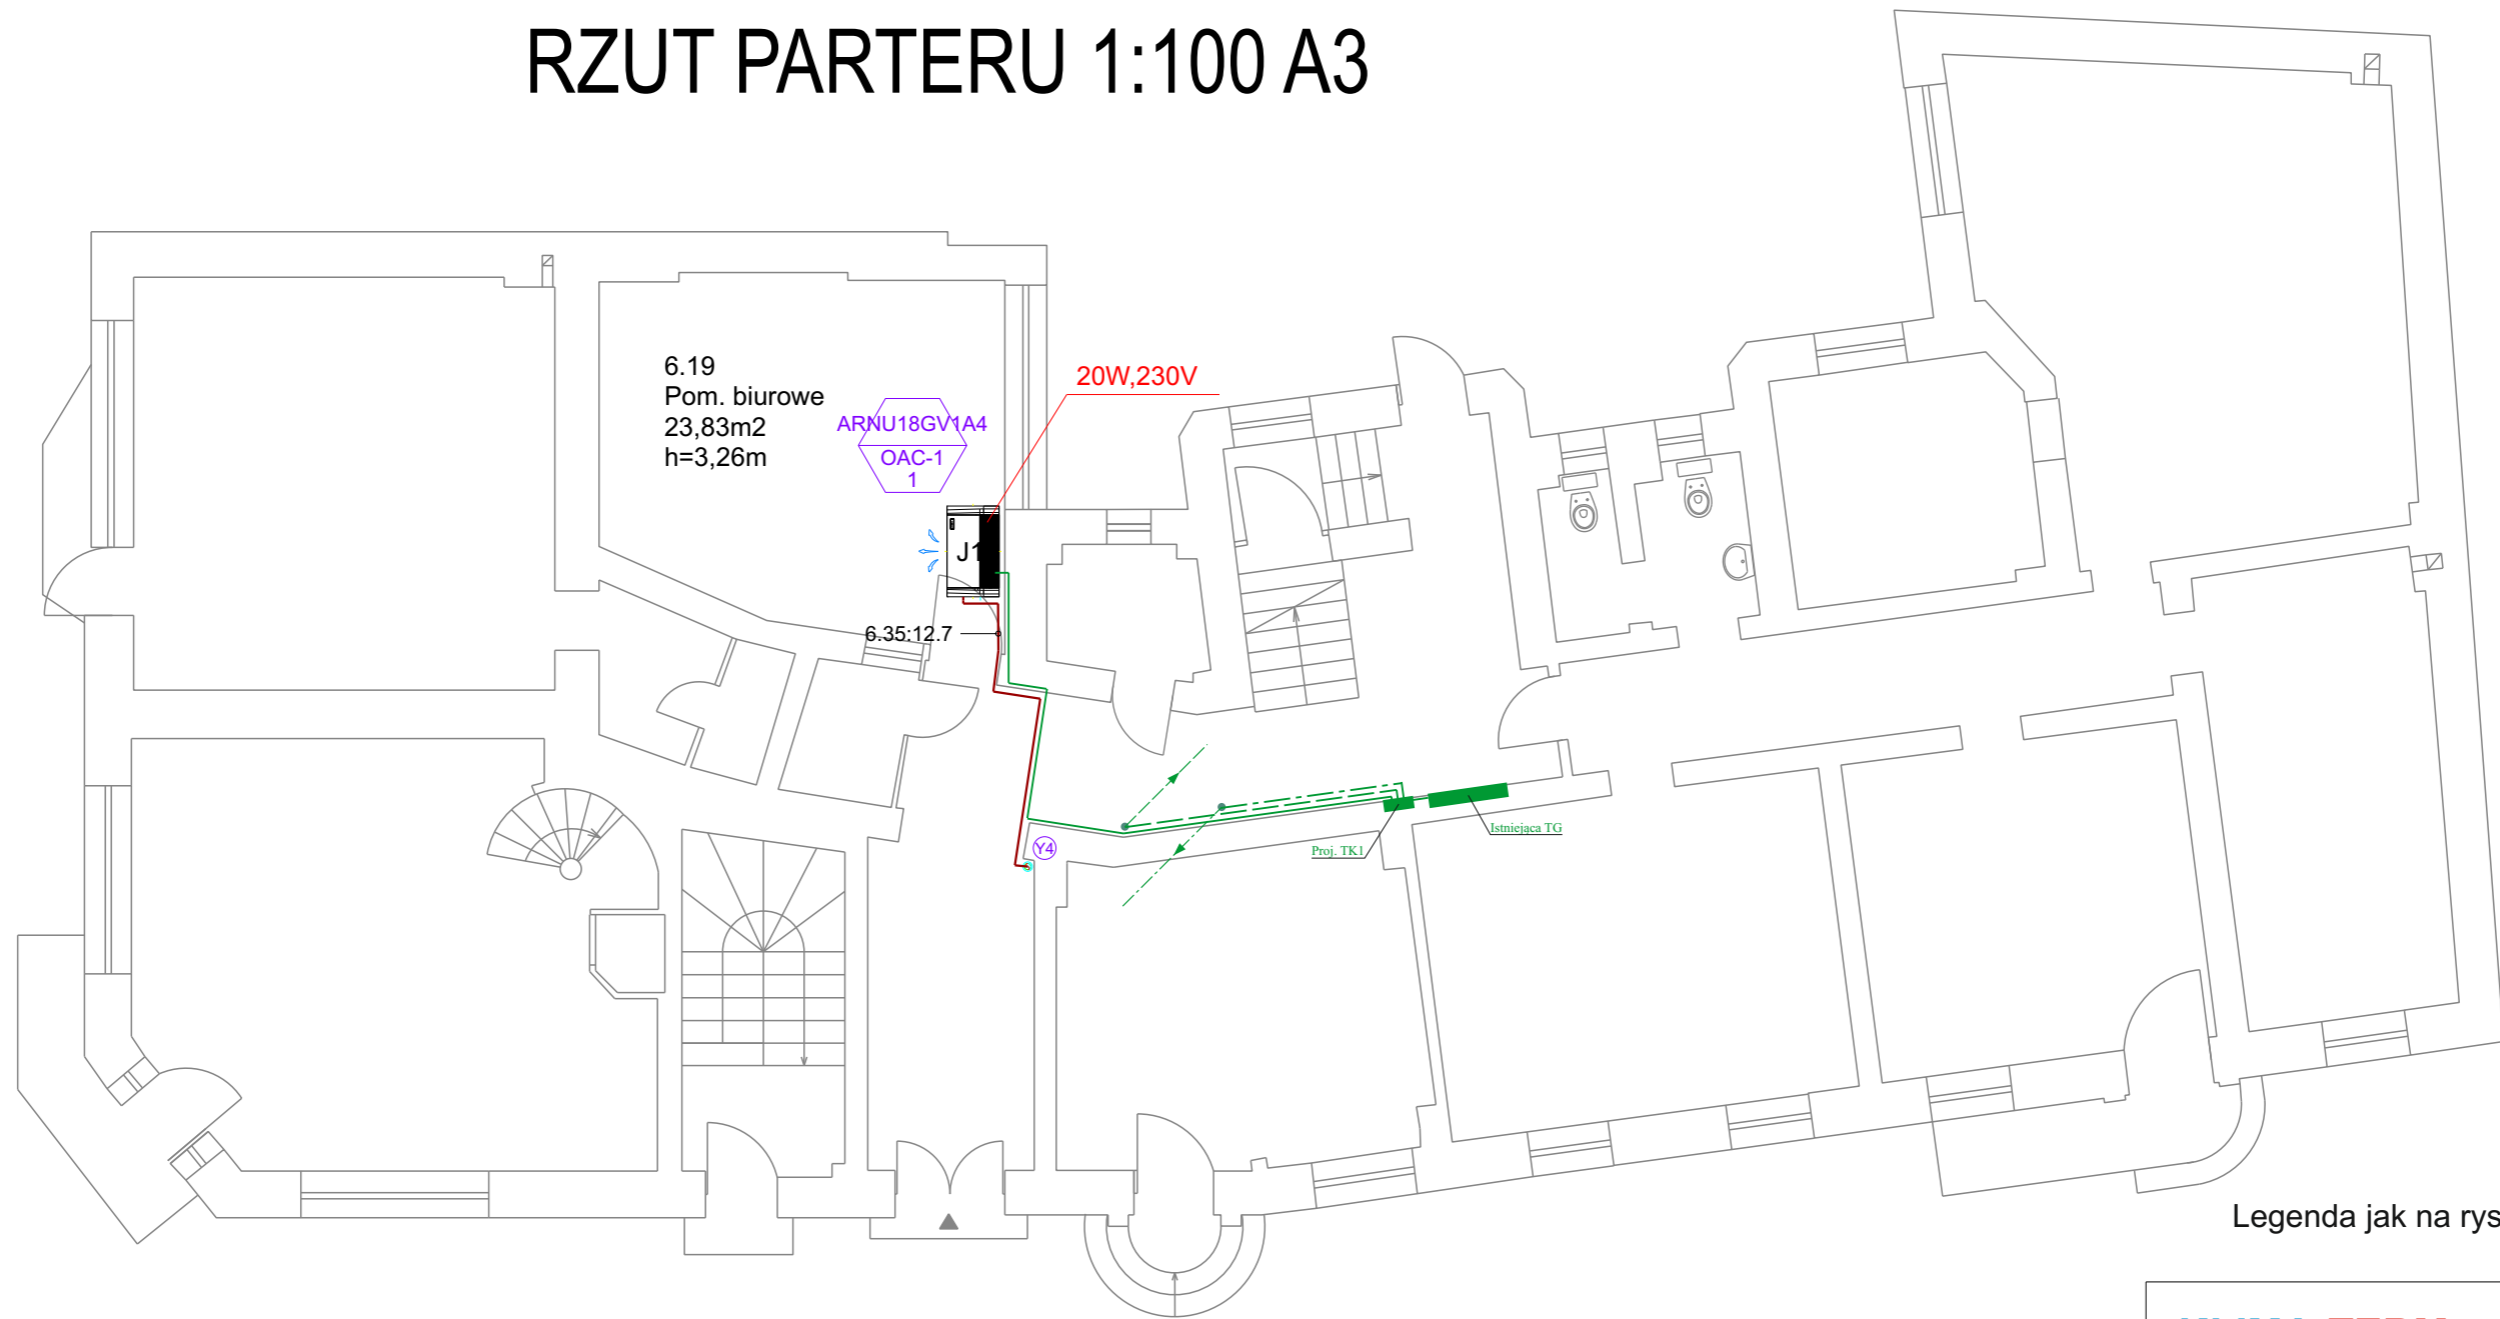 RZUT PARTERU 1:100 A3
6.19
Pom. biurowe
23,83m2
h=3,26m
20W,230V
ARNU18GV1A4
OAC-1
1
J1
6.35:12.7
Y4
Istniejąca TG
Proj. TK1
Legenda jak na rys